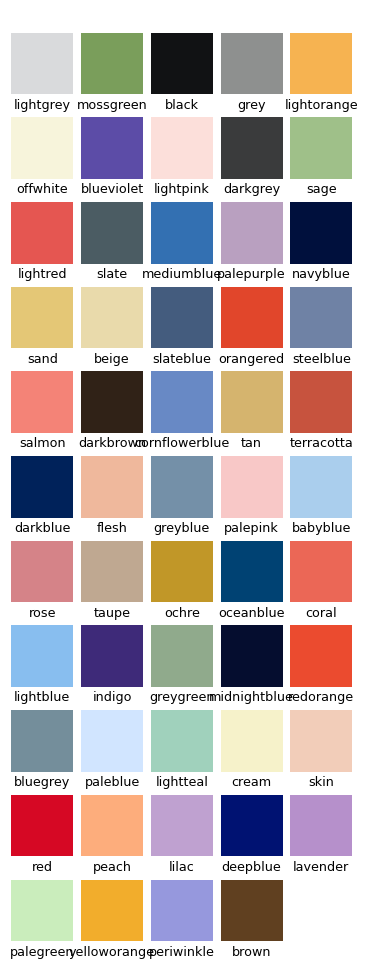 lightgrey mossgreen black grey lightorange
offwhite blueviolet lightpink darkgrey sage
lightred slate mediumblue palepurple navyblue
sand beige slateblue orangered steelblue
salmon darkbrown cornflowerblue tan terracotta
darkblue flesh greyblue palepink babyblue
rose taupe ochre oceanblue coral
lightblue indigo greygreen midnightblue redorange
bluegrey paleblue lightteal cream skin
red peach lilac deepblue lavender
palegreen yelloworange periwinkle brown